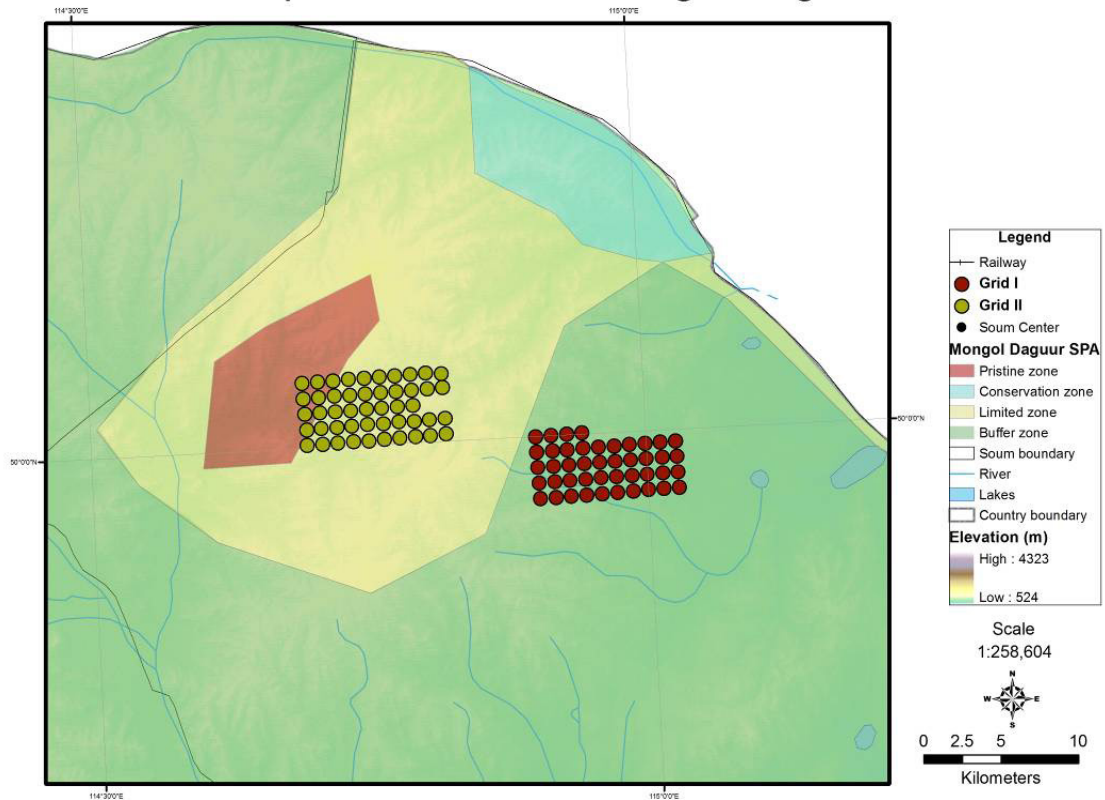 114°30'0"E
115°0'0"E
50°0'0"N
50°0'0"N
114°30'0"E
115°0'0"E
Legend
Railway
Grid I
Grid II
Soum Center
Mongol Daguur SPA
Pristine zone
Conservation zone
Limited zone
Buffer zone
Soum boundary
River
Lakes
Country boundary
Elevation (m)
High : 4323
Low : 524
Scale
1:258,604
N
W
E
S
0 2.5 5 10
Kilometers